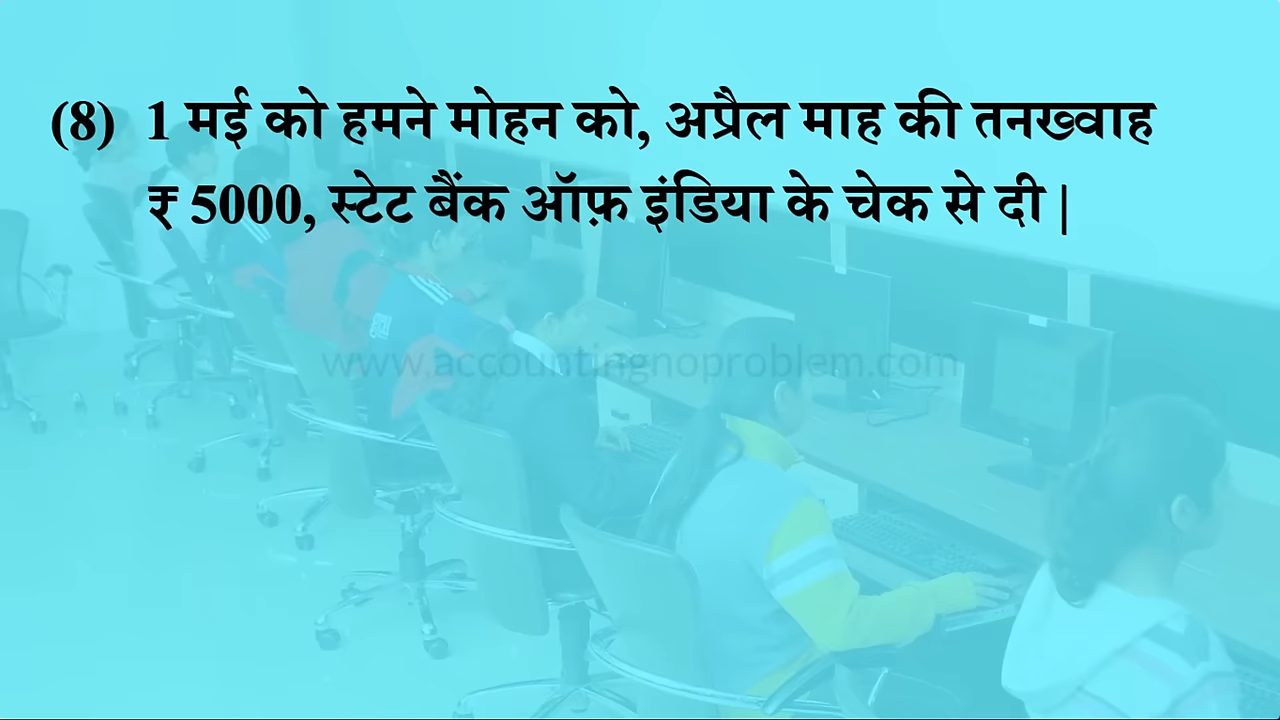 (8) 1 मई को हमने मोहन को, अप्रैल माह की तनख्वाह
₹ 5000, स्टेट बैंक ऑफ़ इंडिया के चेक से दी |
www.accountingnoproblem.com